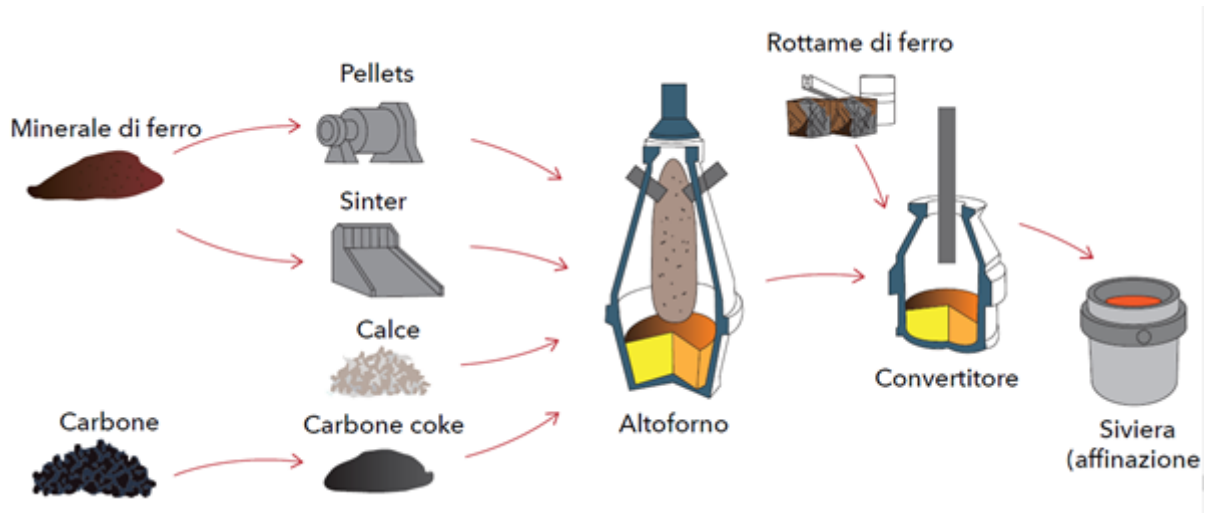 Rottame di ferro
Pellets
Minerale di ferro
Sinter
Calce
Convertitore
Carbone
Carbone coke
Altoforno
Siviera
(affinazione